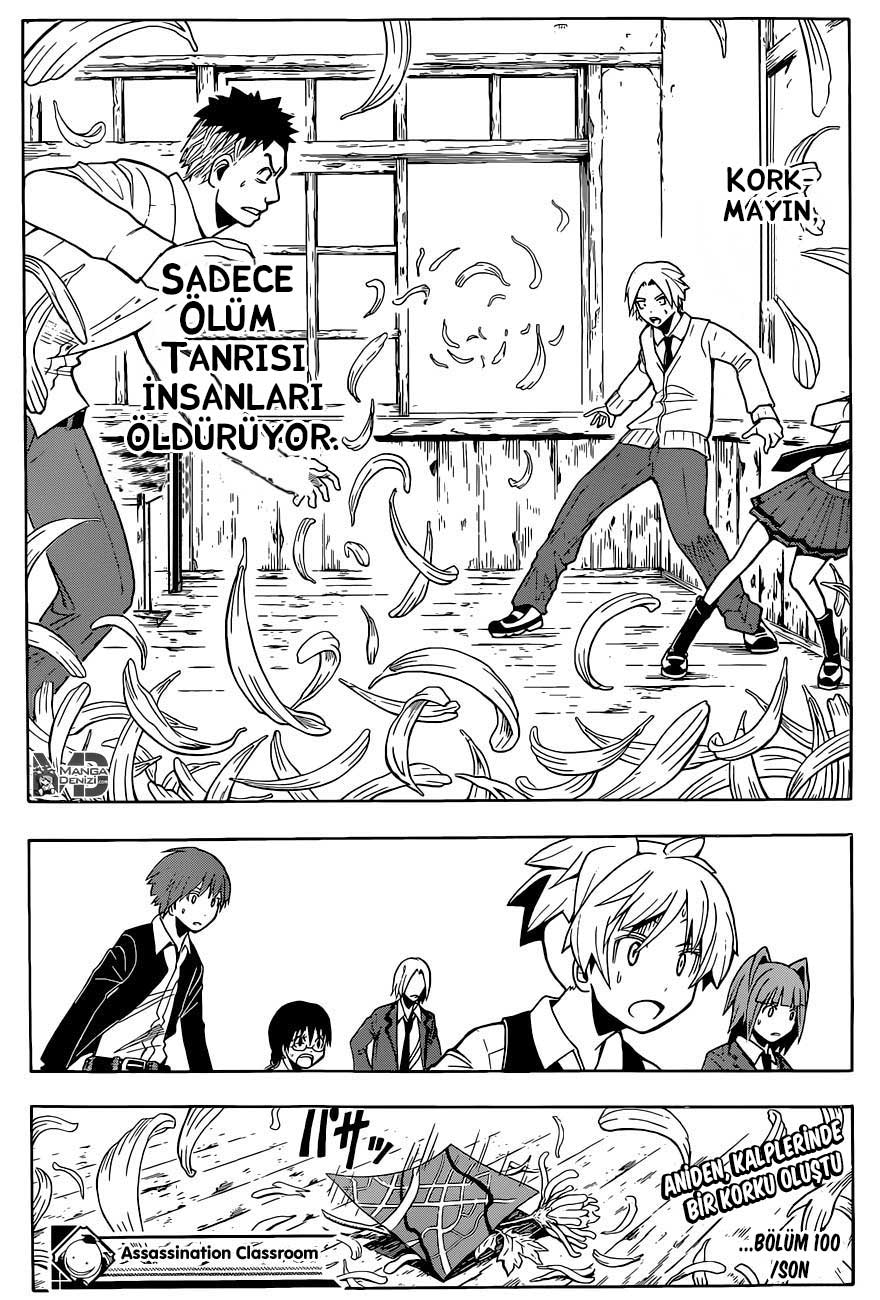 KORK-
MAYIN,
SADECE
ÖLÜM
TANRISI
İNSANLARI
ÖLDÜRÜYOR.
MANGA
DENİZİ
パサッ
ANİDEN, KALPLERİNDE
BİR KORKU OLUŞTU
Assassination Classroom
...BÖLÜM 100
/SON